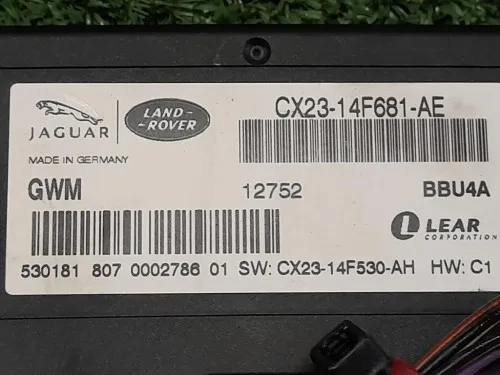 JAGUAR
LAND-
-ROVER
CX23-14F681-AE
MADE IN GERMANY
GWM 12752 BBU4A
LEAR
CORPORATION
530181 807 0002786 01 SW: CX23-14F530-AH HW: C1